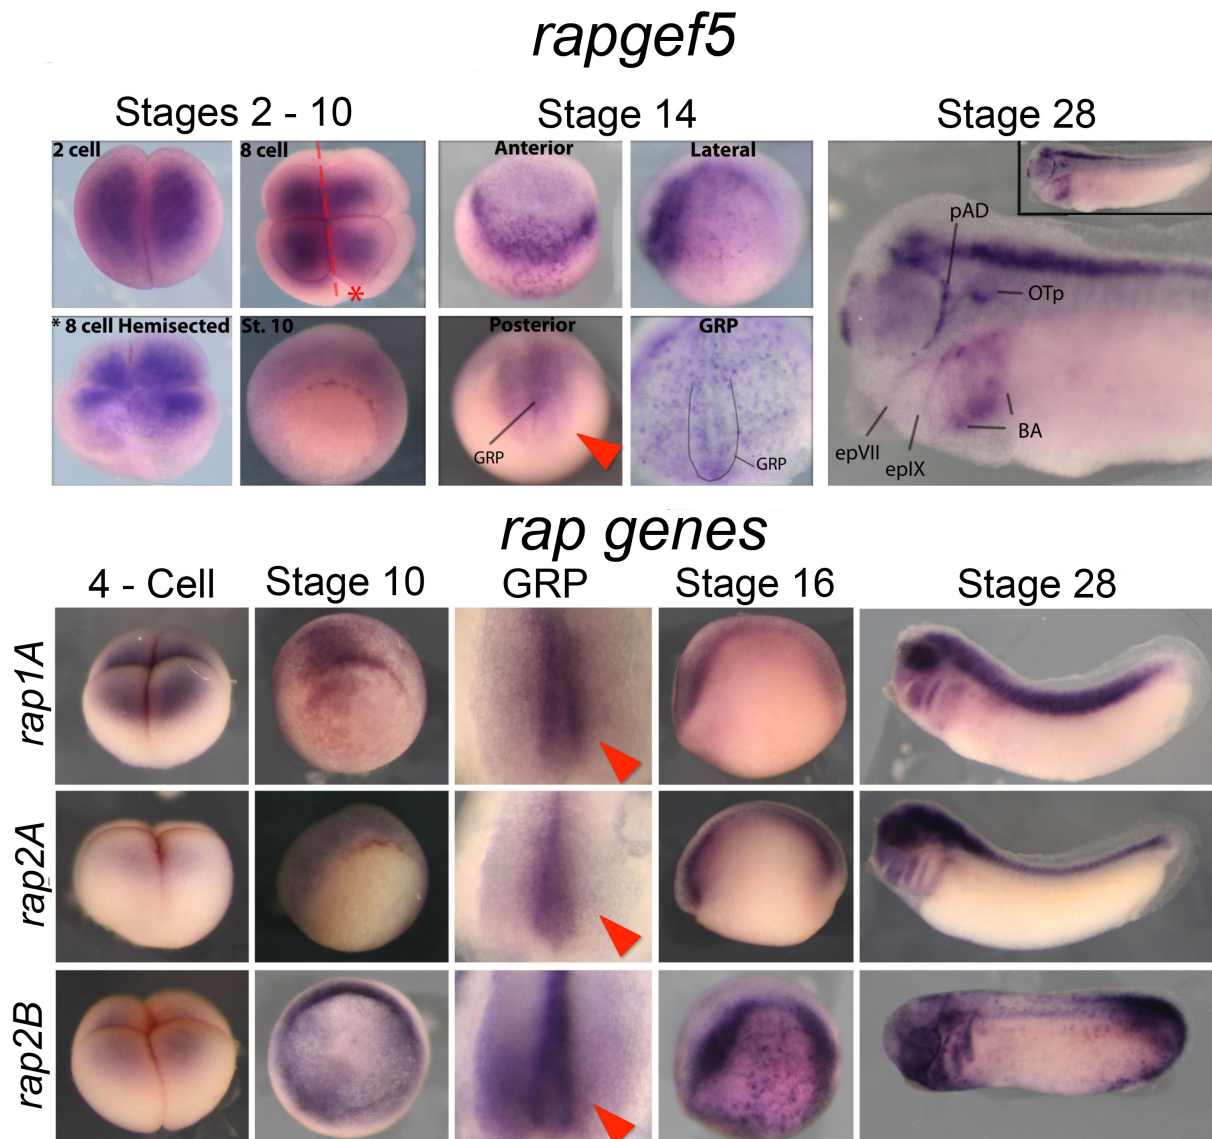 rapgef5
Stages 2 - 10
Stage 14
Stage 28
2 cell
8 cell
*
* 8 cell Hemisected
St. 10
Anterior
Lateral
Posterior
GRP
GRP
GRP
pAD
OTp
BA
epVII
epIX
rap genes
4 - Cell
Stage 10
GRP
Stage 16
Stage 28
rap1A
rap2A
rap2B